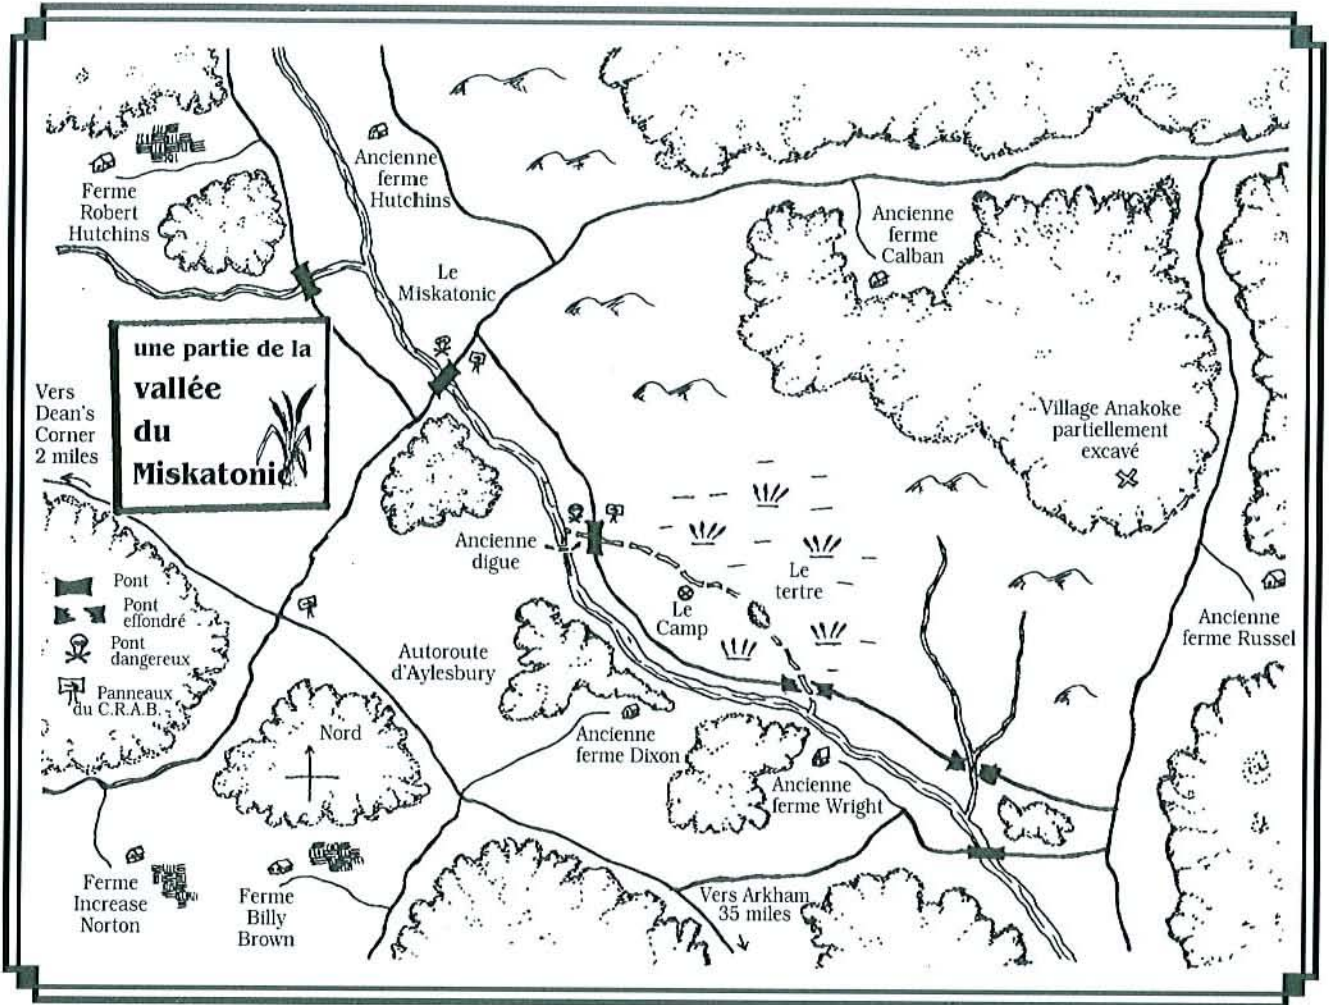 Ancienne
ferme
Hutchins
Ferme
Robert
Hutchins
Ancienne
ferme
Calban
Le
Miskatonic
une partie de la
vallée
du
Miskatonic
Vers
Dean's
Corner
2 miles
Village Anakoke
partiellement
excavé
Ancienne
digue
Le
tertre
Le
Camp
Pont
Pont
effondré
Pont
dangereux
Panneaux
du C.R.A.B.
Autoroute
d'Aylesbury
Ancienne
ferme Russel
Nord
Ancienne
ferme Dixon
Ancienne
ferme Wright
Ferme
Increase
Norton
Ferme
Billy
Brown
Vers Arkham
35 miles